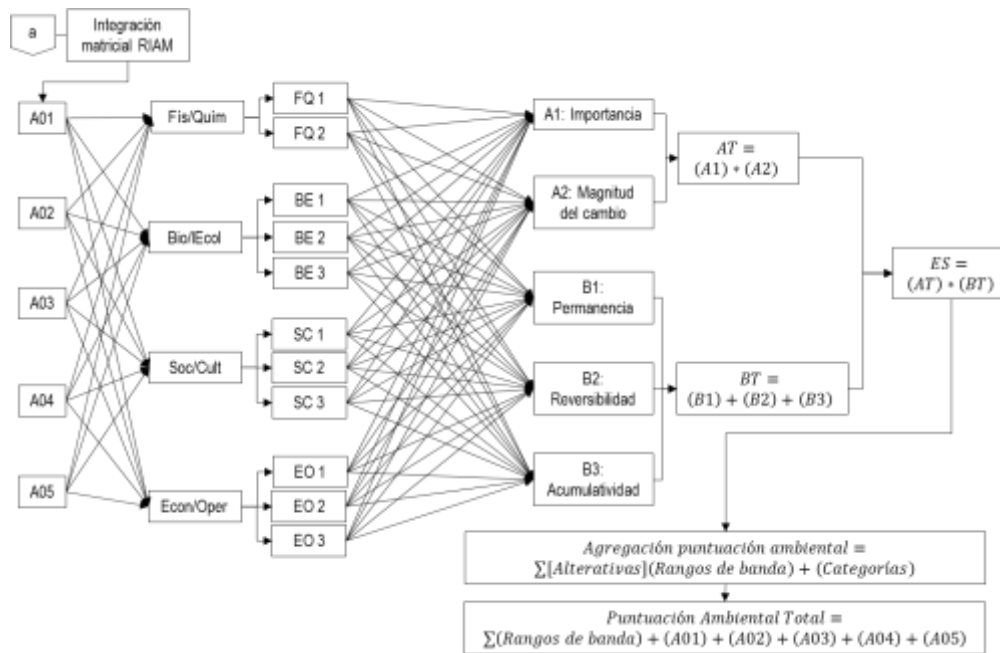 a
Integración
matricial RIAM
A01
A02
A03
A04
A05
Fis/Quim
Bio/lEcol
Soc/Cult
Econ/Oper
FQ 1
FQ 2
BE 1
BE 2
BE 3
SC 1
SC 2
SC 3
EO 1
EO 2
EO 3
A1: Importancia
A2: Magnitud
del cambio
B1:
Permanencia
B2:
Reversibilidad
B3:
Acumulatividad
AT =
(A1) * (A2)
BT =
(B1) + (B2) + (B3)
ES =
(AT) * (BT)
Agregación puntuación ambiental =
∑[Alterativas](Rangos de banda) + (Categorías)
Puntuación Ambiental Total =
∑(Rangos de banda) + (A01) + (A02) + (A03) + (A04) + (A05)